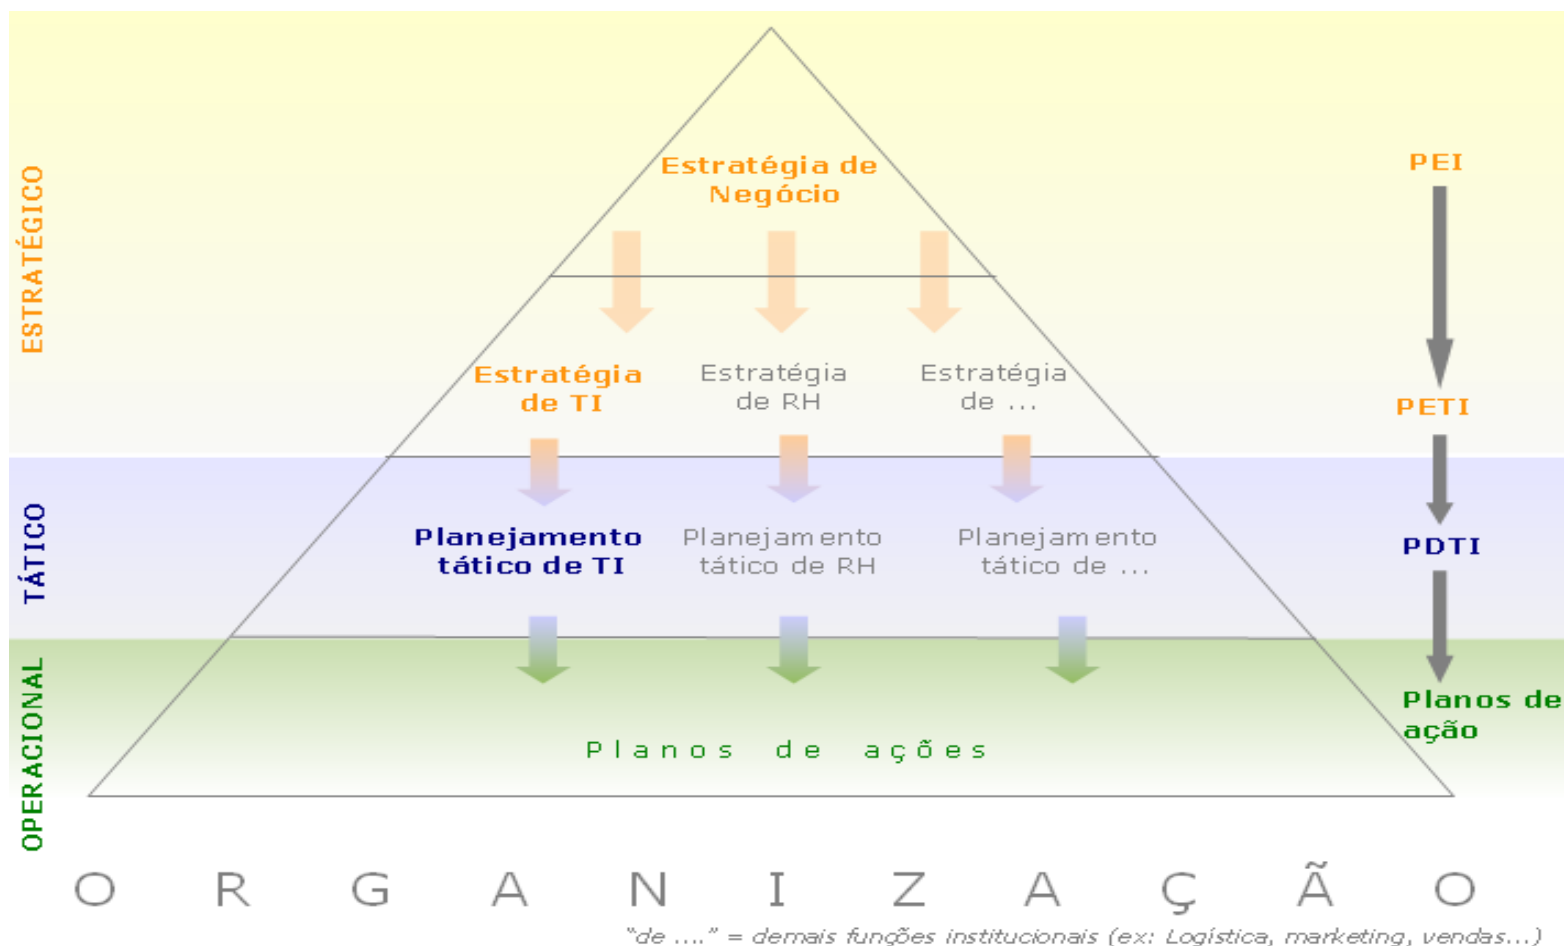 ESTRATÉGICO
Estratégia de
Negócio
PEI
Estratégia
de TI
Estratégia
de RH
Estratégia
de ...
PETI
TÁTICO
Planejamento
tático de TI
Planejamento
tático de RH
Planejamento
tático de ...
PDTI
OPERACIONAL
Planos de ações
Planos de
ação
ORGANIZAÇÃO
"de ...." = demais funções institucionais (ex: Logística, marketing, vendas...)